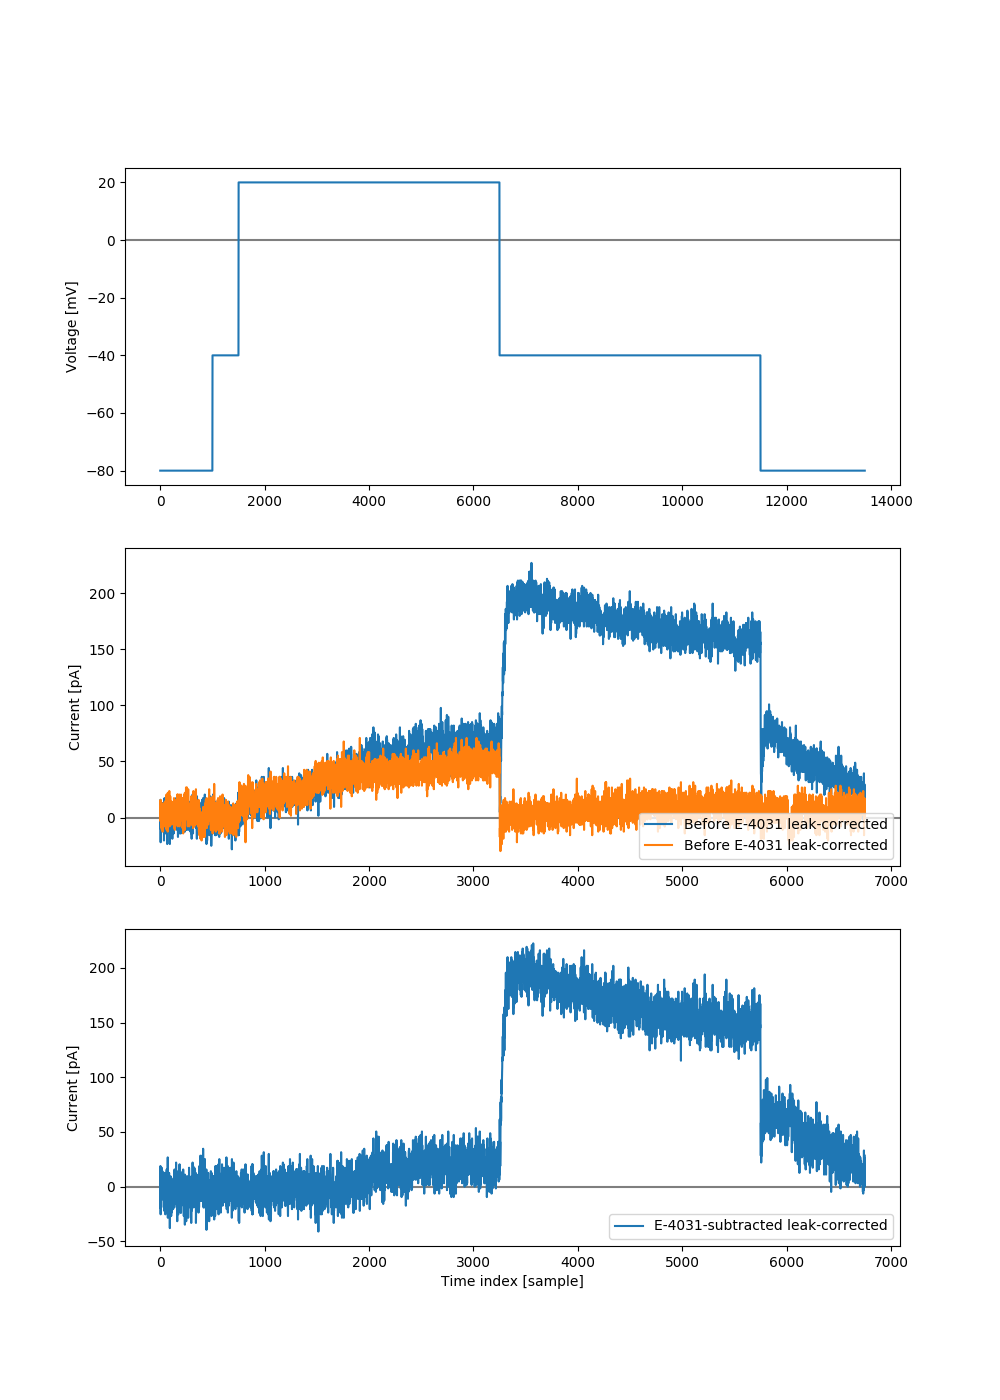 20
0
−20
−40
−60
−80
Voltage [mV]
0 2000 4000 6000 8000 10000 12000 14000
200
150
100
50
0
Current [pA]
Before E-4031 leak-corrected
Before E-4031 leak-corrected
0 1000 2000 3000 4000 5000 6000 7000
200
150
100
50
0
−50
Current [pA]
E-4031-subtracted leak-corrected
0 1000 2000 3000 4000 5000 6000 7000
Time index [sample]